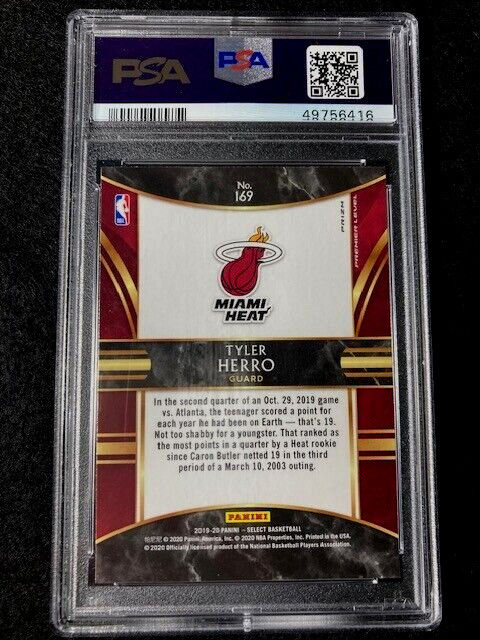 PSA
PSA
49756416
No.
169
NBA
PRIZM
PREMIER LEVEL
MIAMI
HEAT
TYLER
HERRO
GUARD
In the second quarter of an Oct. 29, 2019 game
vs. Atlanta, the teenager scored a point for
each year he had been on Earth — that's 19.
Not too shabby for a youngster. That ranked as
the most points in a quarter by a Heat rookie
since Caron Butler netted 19 in the third
period of a March 10, 2003 outing.
PANINI
2019-20 PANINI – SELECT BASKETBALL
© 2020 Panini America, Inc. © 2020 NBA Properties, Inc. Printed in the USA.
© 2020 Officially licensed product of the National Basketball Players Association.